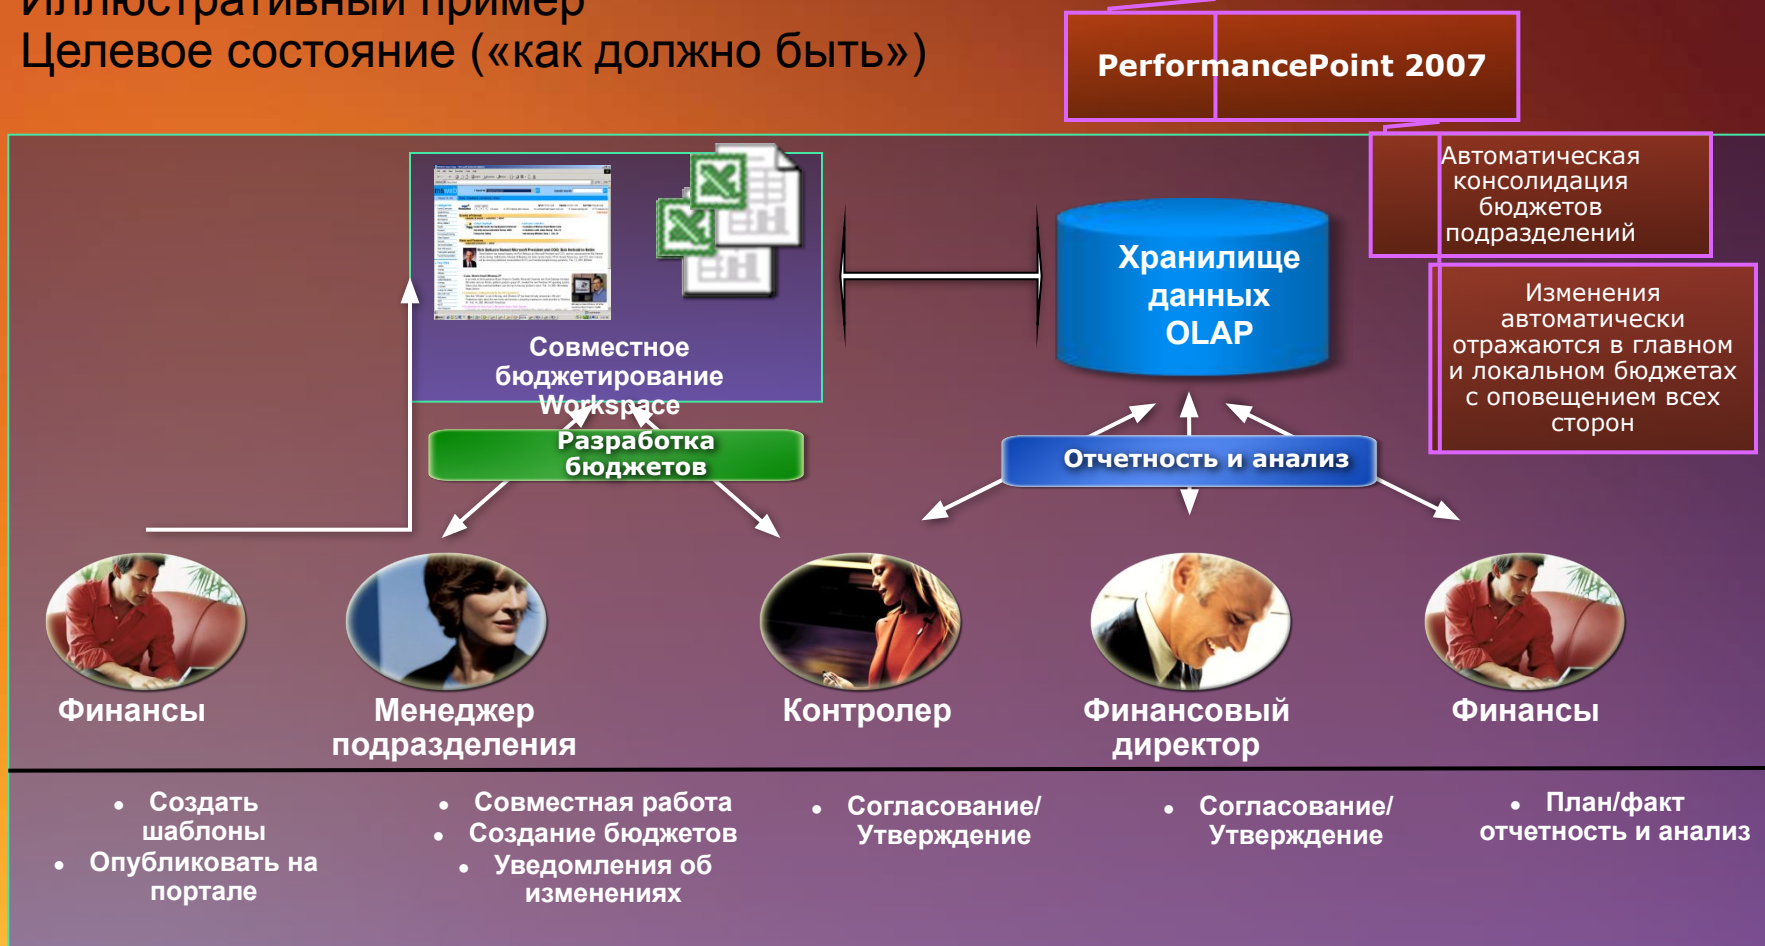 Иллюстративный пример
Целевое состояние («как должно быть»)
PerformancePoint 2007
Автоматическая
консолидация
бюджетов
подразделений
Изменения
автоматически
отражаются в главном
и локальном бюджетах
с оповещением всех
сторон
Хранилище
данных
OLAP
Совместное
бюджетирование
Workspace
Разработка
бюджетов
Отчетность и анализ
Финансы
Менеджер
подразделения
Контролер
Финансовый
директор
Финансы
• Создать
шаблоны
• Опубликовать на
портале
• Совместная работа
• Создание бюджетов
• Уведомления об
изменениях
• Согласование/
Утверждение
• Согласование/
Утверждение
• План/факт
отчетность и анализ